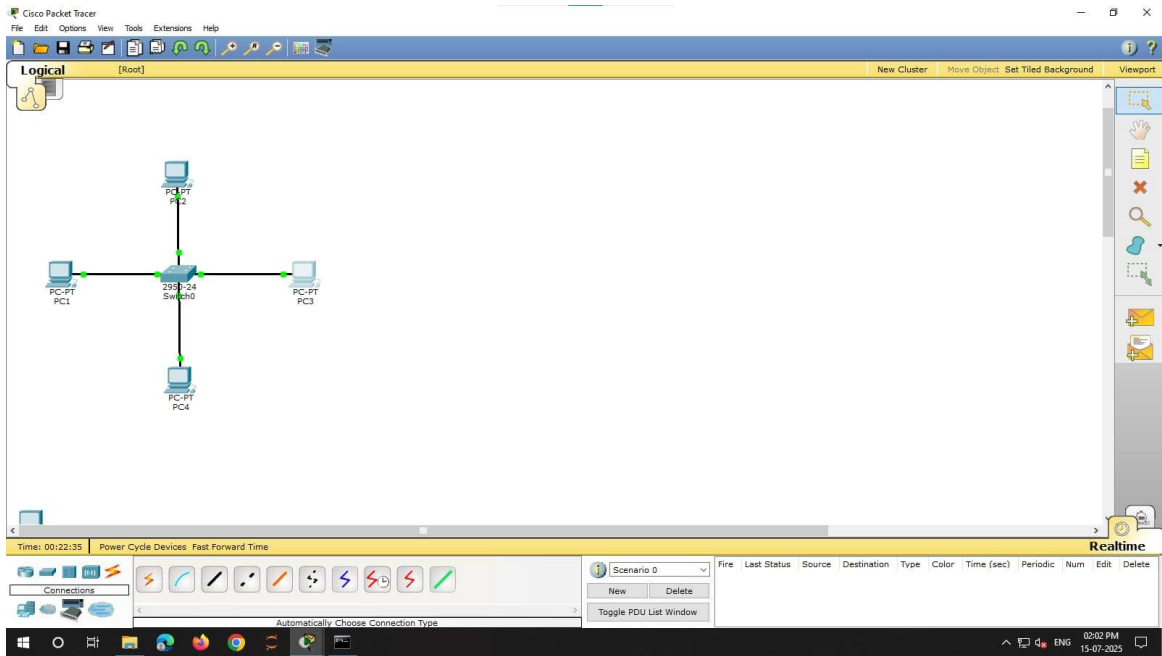 Cisco Packet Tracer
File Edit Options View Tools Extensions Help
Logical [Root] New Cluster Move Object Set Tiled Background Viewport
PC-PT
PC2
PC-PT
PC1
2950-24
Switch0
PC-PT
PC3
PC-PT
PC4
Time: 00:22:35 Power Cycle Devices Fast Forward Time Realtime
Connections
Automatically Choose Connection Type
Scenario 0
New Delete
Toggle PDU List Window
Fire Last Status Source Destination Type Color Time (sec) Periodic Num Edit Delete
ENG 02:02 PM
15-07-2025